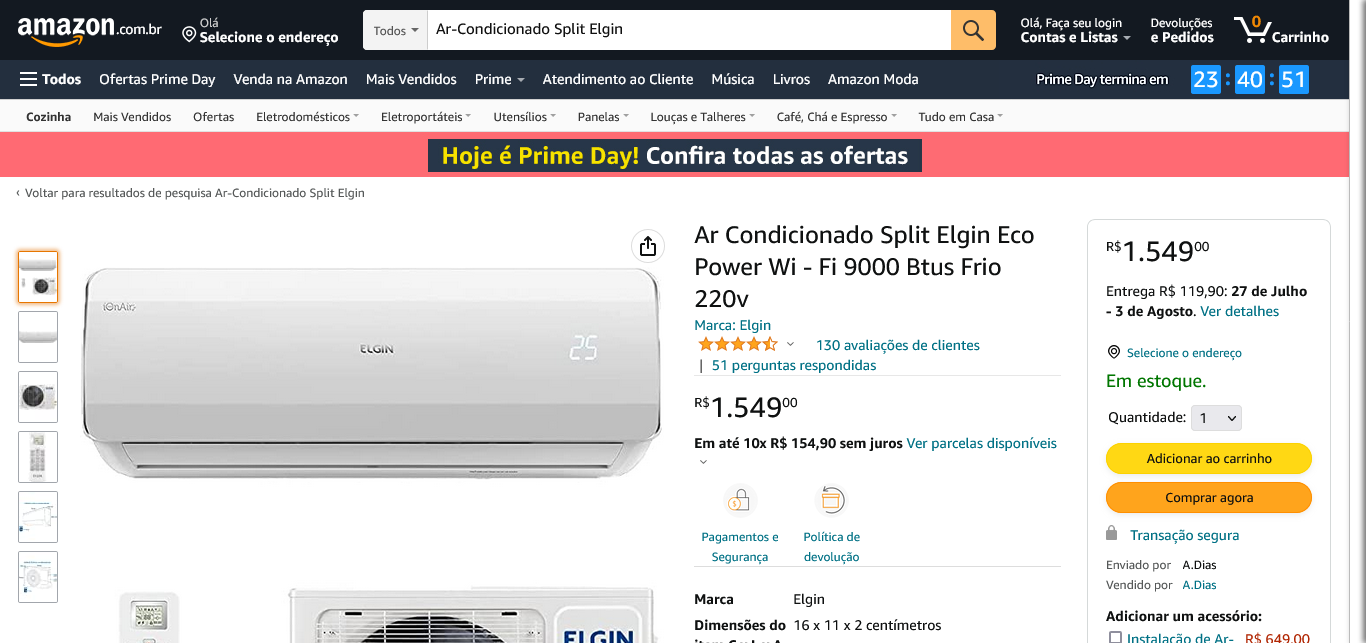 amazon.com.br
Olá
Selecione o endereço
Todos
Ar-Condicionado Split Elgin
Olá, Faça seu login
Contas e Listas
Devoluções
e Pedidos
0
Carrinho
Todos
Ofertas Prime Day
Venda na Amazon
Mais Vendidos
Prime
Atendimento ao Cliente
Música
Livros
Amazon Moda
Prime Day termina em
23 : 40 : 51
Cozinha
Mais Vendidos
Ofertas
Eletrodomésticos
Eletroportáteis
Utensílios
Panelas
Louças e Talheres
Café, Chá e Espresso
Tudo em Casa
Hoje é Prime Day! Confira todas as ofertas
‹ Voltar para resultados de pesquisa Ar-Condicionado Split Elgin
iOnAir
ELGIN
25
ELGIN
Ar Condicionado Split Elgin Eco
Power Wi - Fi 9000 Btus Frio
220v
Marca: Elgin
130 avaliações de clientes
| 51 perguntas respondidas
R$1.54900
Em até 10x R$ 154,90 sem juros Ver parcelas disponíveis
Pagamentos e
Segurança
Política de
devolução
Marca Elgin
Dimensões do 16 x 11 x 2 centímetros
R$1.54900
Entrega R$ 119,90: 27 de Julho
- 3 de Agosto. Ver detalhes
Selecione o endereço
Em estoque.
Quantidade: 1
Adicionar ao carrinho
Comprar agora
Transação segura
Enviado por A.Dias
Vendido por A.Dias
Adicionar um acessório:
Instalação de Ar- R$ 649,00